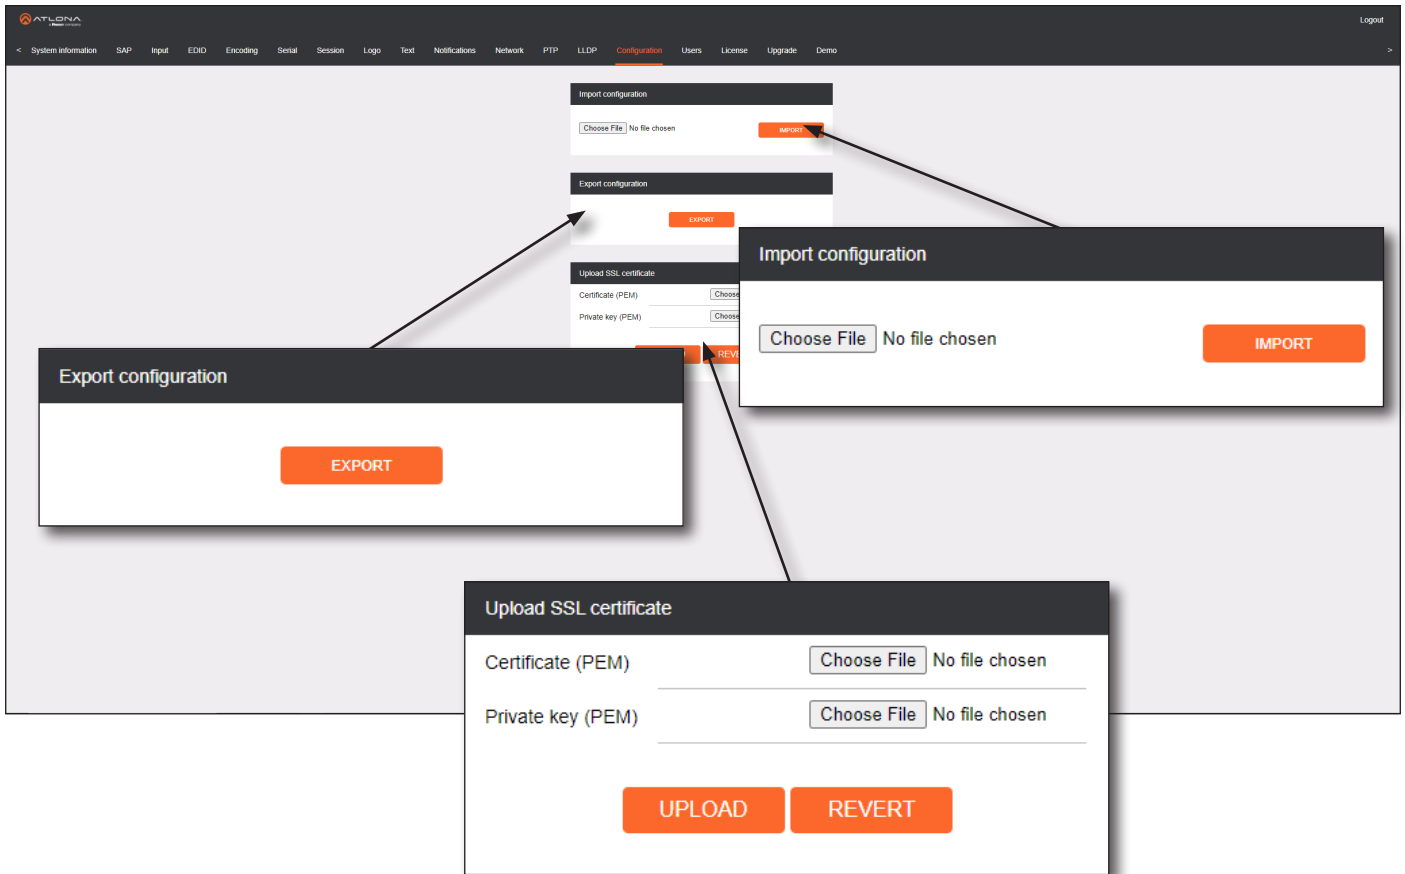 ATLONA
Logout
< System information SAP Input EDID Encoding Serial Session Logo Text Notifications Network PTP LLDP Configuration Users License Upgrade Demo >
Import configuration
Choose File No file chosen IMPORT
Export configuration
EXPORT
Upload SSL certificate
Certificate (PEM) Choose
Private key (PEM) Choose
Import configuration
Choose File No file chosen IMPORT
Export configuration
EXPORT
Upload SSL certificate
Certificate (PEM) Choose File No file chosen
Private key (PEM) Choose File No file chosen
UPLOAD REVERT